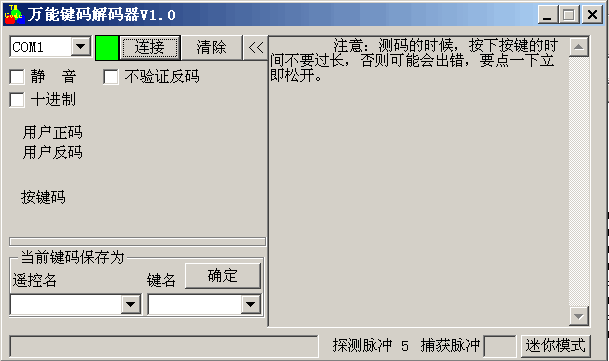 万能键码解码器V1.0
COM1 连接 清除 <<
静 音 不验证反码
十进制
用户正码
用户反码
按键码
当前键码保存为
遥控名 键名 确定
注意：测码的时候，按下按键的时
间不要过长，否则可能会出错，要点一下立
即松开。
探测脉冲 5 捕获脉冲 迷你模式